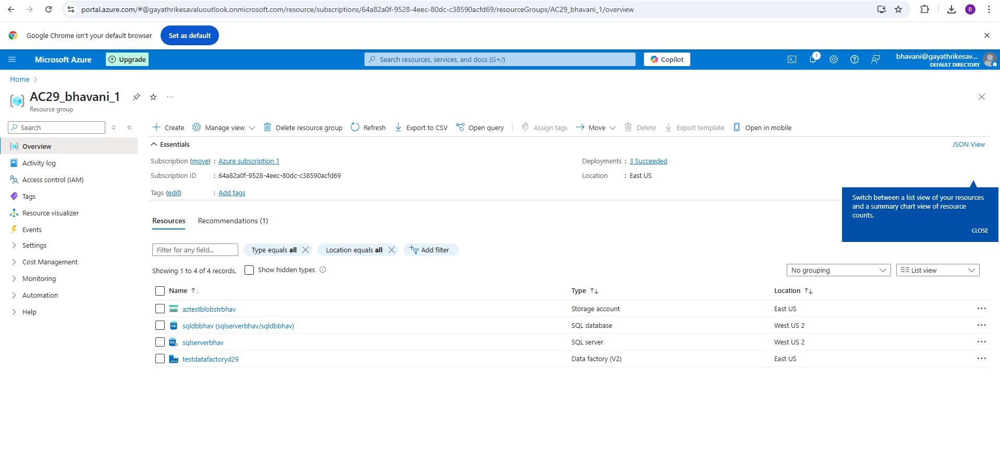 portal.azure.com/#@gayathrikesavaluoutlook.onmicrosoft.com/resource/subscriptions/64a82a0f-9528-4eec-80dc-c38590acfd69/resourceGroups/AC29_bhavani_1/overview
B
Google Chrome isn't your default browser
Set as default
Microsoft Azure
Upgrade
Search resources, services, and docs (G+/)
Copilot
1
bhavani@gayathrikesav...
DEFAULT DIRECTORY
Home
AC29_bhavani_1
Resource group
Search
Create
Manage view
Delete resource group
Refresh
Export to CSV
Open query
Assign tags
Move
Delete
Export template
Open in mobile
Overview
Activity log
Access control (IAM)
Tags
Resource visualizer
Events
Settings
Cost Management
Monitoring
Automation
Help
Essentials
JSON View
Subscription (move) : Azure subscription 1
Deployments : 3 Succeeded
Subscription ID : 64a82a0f-9528-4eec-80dc-c38590acfd69
Location : East US
Tags (edit) : Add tags
Switch between a list view of your resources
and a summary chart view of resource
counts.
CLOSE
Resources
Recommendations (1)
Filter for any field...
Type equals all
Location equals all
Add filter
Showing 1 to 4 of 4 records.
Show hidden types
No grouping
List view
Name Type Location
aztestblobstrbhav Storage account East US ...
SQL sqldbbhav (sqlserverbhav/sqldbbhav) SQL database West US 2 ...
SQL sqlserverbhav SQL server West US 2 ...
testdatafactoryd29 Data factory (V2) East US ...